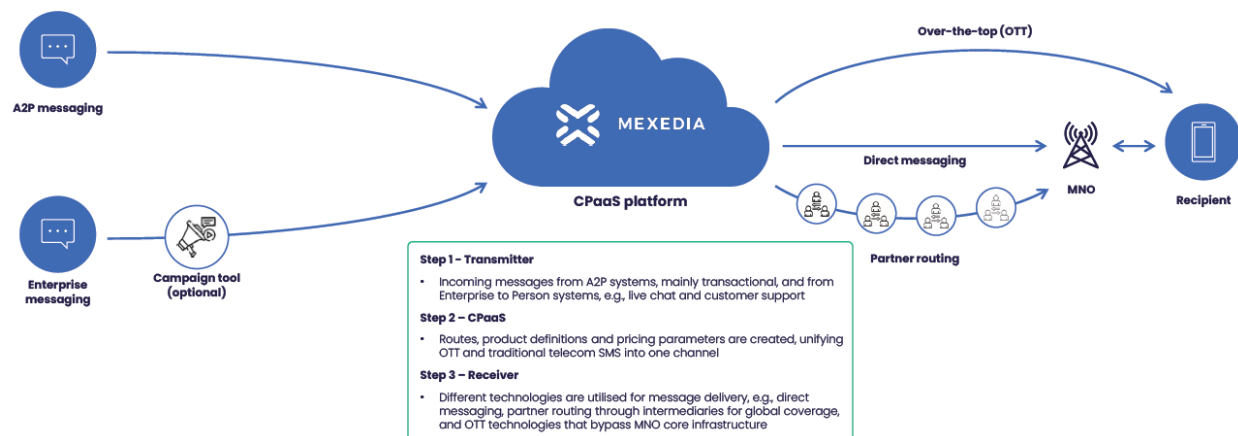 Over-the-top (OTT)
A2P messaging
MEXEDIA
CPaaS platform
Direct messaging
MNO
Recipient
Partner routing
Enterprise
messaging
Campaign tool
(optional)
Step 1 - Transmitter
• Incoming messages from A2P systems, mainly transactional, and from
Enterprise to Person systems, e.g., live chat and customer support
Step 2 – CPaaS
• Routes, product definitions and pricing parameters are created, unifying
OTT and traditional telecom SMS into one channel
Step 3 – Receiver
• Different technologies are utilised for message delivery, e.g., direct
messaging, partner routing through intermediaries for global coverage,
and OTT technologies that bypass MNO core infrastructure